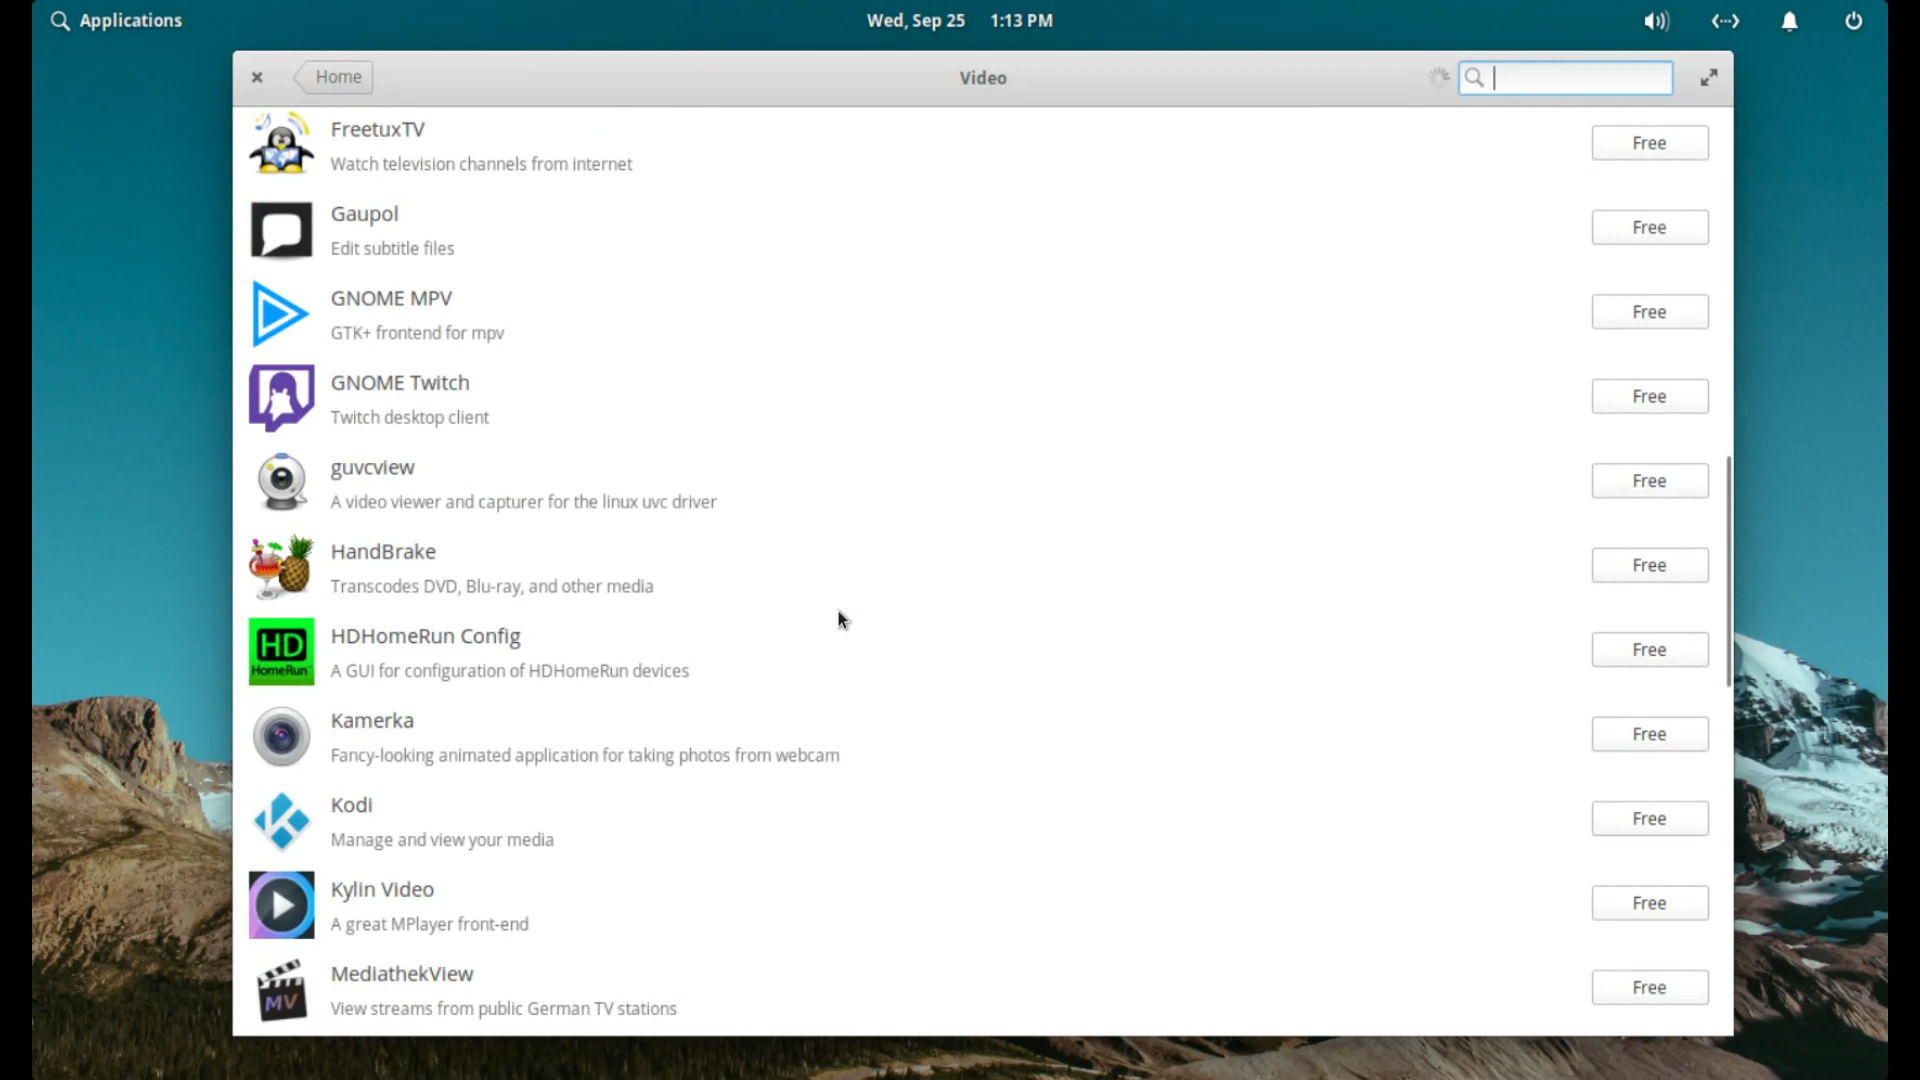 Applications
Wed, Sep 25 1:13 PM
Home
Video
FreetuxTV
Watch television channels from internet
Free
Gaupol
Edit subtitle files
Free
GNOME MPV
GTK+ frontend for mpv
Free
GNOME Twitch
Twitch desktop client
Free
guvcview
A video viewer and capturer for the linux uvc driver
Free
HandBrake
Transcodes DVD, Blu-ray, and other media
Free
HD
HomeRun
HDHomeRun Config
A GUI for configuration of HDHomeRun devices
Free
Kamerka
Fancy-looking animated application for taking photos from webcam
Free
Kodi
Manage and view your media
Free
Kylin Video
A great MPlayer front-end
Free
MV
MediathekView
View streams from public German TV stations
Free